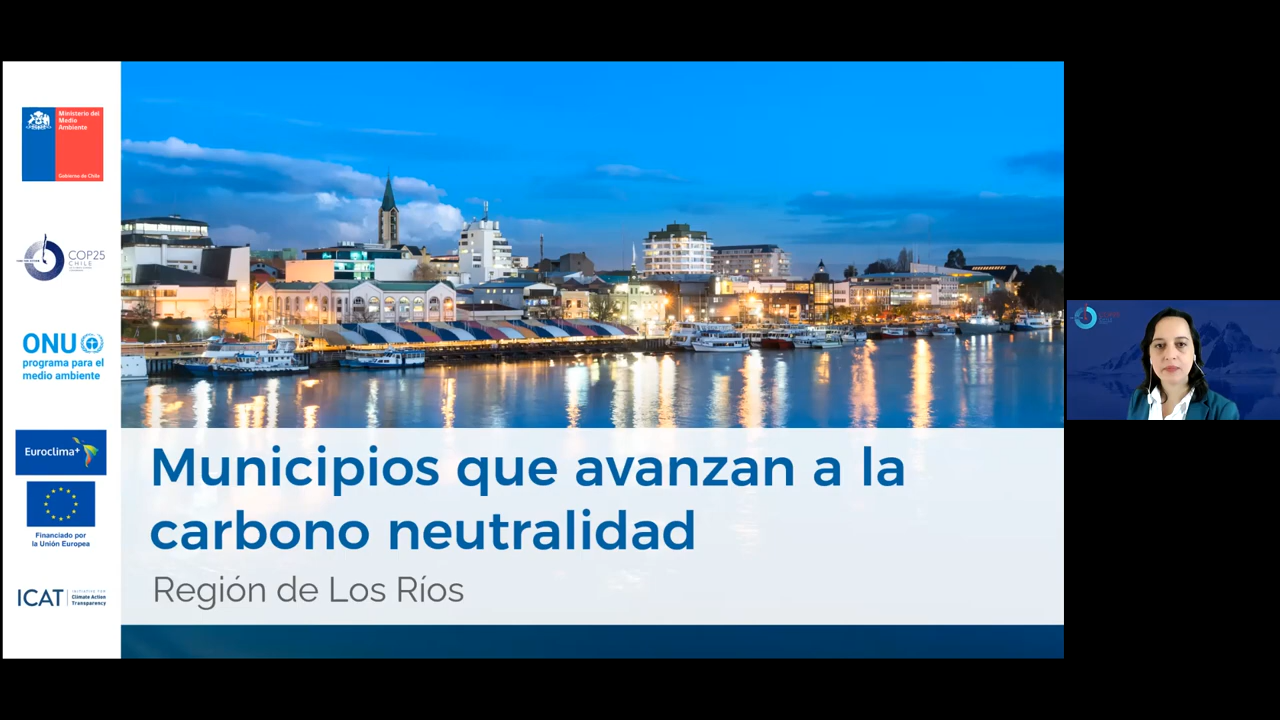 Ministerio del
Medio
Ambiente
Gobierno de Chile
COP25
CHILE
ONU
programa para el
medio ambiente
Euroclima+
Financiado por
la Unión Europea
ICAT
INITIATIVE FOR
Climate Action
Transparency
Municipios que avanzan a la
carbono neutralidad
Región de Los Ríos